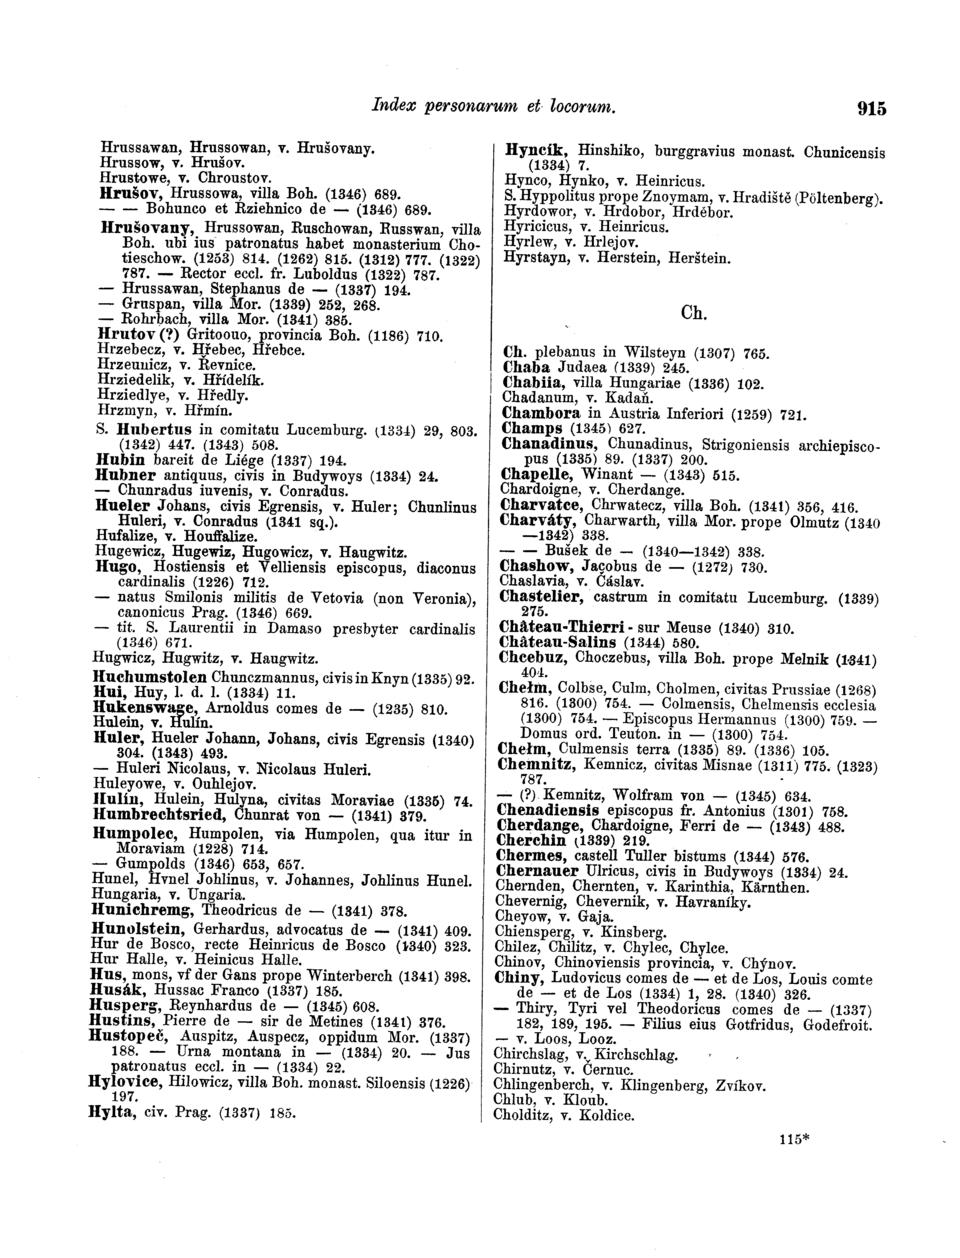 Index personarum et locorum.
915
Hrussawan, Hrussowan, v. Hrušovany.
Hrussow, v. Hrušov.
Hrustowe, v. Chroustov.
Hrušov, Hrussowa, villa Boh. (1346) 689.
— — Bohunco et Rziehnico de — (1346) 689.
Hrušovany, Hrussowan, Ruschowan, Russwan, villa
Boh. ubi ius patronatus habet monasterium Cho-
tieschow. (1253) 814. (1262) 815. (1312) 777. (1322)
787. — Rector eccl. fr. Luboldus (1322) 787.
— Hrussawan, Stephanus de — (1337) 194.
— Gruspan, villa Mor. (1339) 252, 268.
— Rohrbach, villa Mor. (1341) 385.
Hrutov (?) Gritoouo, provincia Boh. (1186) 710.
Hrzebecz, v. Hřebec, Hřebce.
Hrzeuuicz, v. Řevnice.
Hrziedelik, v. Hřídelík.
Hrziedlye, v. Hředly.
Hrzmyn, v. Hřmín.
S. Hubertus in comitatu Lucemburg. (1334) 29, 803.
(1342) 447. (1343) 508.
Hubin bareit de Liége (1337) 194.
Hubner antiquus, civis in Budywoys (1334) 24.
— Chunradus iuvenis, v. Conradus.
Hueler Johans, civis Egrensis, v. Huler; Chunlinus
Huleri, v. Conradus (1341 sq.).
Hufalize, v. Houffalize.
Hugewicz, Hugewiz, Hugowicz, v. Haugwitz.
Hugo, Hostiensis et Velliensis episcopus, diaconus
cardinalis (1226) 712.
— natus Smilonis militis de Vetovia (non Veronia),
canonicus Prag. (1346) 669.
— tit. S. Laurentii in Damaso presbyter cardinalis
(1346) 671.
Hugwicz, Hugwitz, v. Haugwitz.
Huchumstolen Chunczmannus, civis in Knyn (1335) 92.
Hui, Huy, l. d. l. (1334) 11.
Hukenswage, Arnoldus comes de — (1235) 810.
Hulein, v. Hulín.
Huler, Hueler Johann, Johans, civis Egrensis (1340)
304. (1343) 493.
— Huleri Nicolaus, v. Nicolaus Huleri.
Huleyowe, v. Ouhlejov.
Hulín, Hulein, Hulyna, civitas Moraviae (1335) 74.
Humbrechtsried, Chunrat von — (1341) 379.
Humpolec, Humpolen, via Humpolen, qua itur in
Moraviam (1228) 714.
— Gumpolds (1346) 653, 657.
Hunel, Hvnel Johlinus, v. Johannes, Johlinus Hunel.
Hungaria, v. Ungaria.
Hunichremg, Theodricus de — (1341) 378.
Hunolstein, Gerhardus, advocatus de — (1341) 409.
Hur de Bosco, recte Heinricus de Bosco (1340) 323.
Hur Halle, v. Heinicus Halle.
Hus, mons, vf der Gans prope Winterberch (1341) 398.
Husák, Hussac Franco (1337) 185.
Husperg, Reynhardus de — (1345) 608.
Hustins, Pierre de — sir de Metines (1341) 376.
Hustopeč, Auspitz, Auspecz, oppidum Mor. (1337)
188. — Urna montana in — (1334) 20. — Jus
patronatus eccl. in — (1334) 22.
Hylovice, Hilowicz, villa Boh. monast. Siloensis (1226)
197.
Hylta, civ. Prag. (1337) 185.
Hyncík, Hinshiko, burggravius monast. Chunicensis
(1334) 7.
Hynco, Hynko, v. Heinricus.
S. Hyppolitus prope Znoymam, v. Hradiště (Pöltenberg).
Hyrdowor, v. Hrdobor, Hrdébor.
Hyricicus, v. Heinricus.
Hyrlew, v. Hrlejov.
Hyrstayn, v. Herstein, Herštein.
Ch.
Ch. plebanus in Wilsteyn (1307) 765.
Chaba Judaea (1339) 245.
Chabiia, villa Hungariae (1336) 102.
Chadanum, v. Kadaň.
Chambora in Austria Inferiori (1259) 721.
Champs (1345) 627.
Chanadinus, Chunadinus, Strigoniensis archiepisco-
pus (1335) 89. (1337) 200.
Chapelle, Winant — (1343) 515.
Chardoigne, v. Cherdange.
Charvatce, Chrwatecz, villa Boh. (1341) 356, 416.
Charváty, Charwarth, villa Mor. prope Olmutz (1340
—1342) 338.
— — Bušek de — (1340—1342) 338.
Chashow, Jacobus de — (1272) 730.
Chaslavia, v. Čáslav.
Chastelier, castrum in comitatu Lucemburg. (1339)
275.
Château-Thierri - sur Meuse (1340) 310.
Château-Salins (1344) 580.
Chcebuz, Choczebus, villa Boh. prope Melnik (1341)
404.
Chełm, Colbse, Culm, Cholmen, civitas Prussiae (1268)
816. (1300) 754. — Colmensis, Chelmensis ecclesia
(1300) 754. — Episcopus Hermannus (1300) 759. —
Domus ord. Teuton. in — (1300) 754.
Chełm, Culmensis terra (1335) 89. (1336) 105.
Chemnitz, Kemnicz, civitas Misnae (1311) 775. (1323)
787.
— (?) Kemnitz, Wolfram von — (1345) 634.
Chenadiensis episcopus fr. Antonius (1301) 758.
Cherdange, Chardoigne, Ferri de — (1343) 488.
Cherchin (1339) 219.
Chermes, castell Tuller bistums (1344) 576.
Chernauer Ulricus, civis in Budywoys (1334) 24.
Chernden, Chernten, v. Karinthia, Kärnthen.
Chevernig, Chevernik, v. Havraníky.
Cheyow, v. Gaja.
Chiensperg, v. Kinsberg.
Chilez, Chilitz, v. Chylec, Chylce.
Chinov, Chinoviensis provincia, v. Chýnov.
Chiny, Ludovicus comes de — et de Los, Louis comte
de — et de Los (1334) 1, 28. (1340) 326.
— Thiry, Tyri vel Theodoricus comes de — (1337)
182, 189, 195. — Filius eius Gotfridus, Godefroit.
— v. Loos, Looz.
Chirchslag, v. Kirchschlag.
Chirnutz, v. Černuc.
Chlingenberch, v. Klingenberg, Zvíkov.
Chlub, v. Kloub.
Cholditz, v. Koldice.
115*